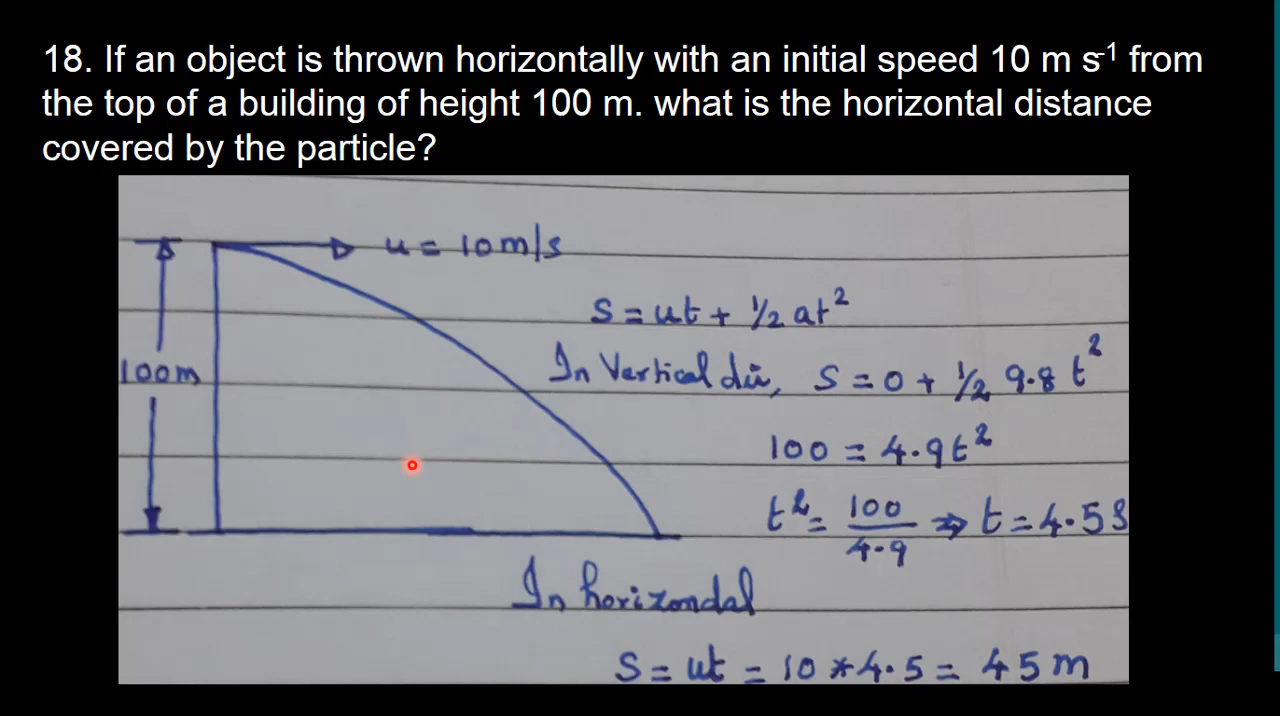 18. If an object is thrown horizontally with an initial speed 10 m s⁻¹ from
the top of a building of height 100 m. what is the horizontal distance
covered by the particle?
u = 10m/s
S = ut + 1/2 at²
100m
In Vertical dir, S = 0 + 1/2 9.8 t²
100 = 4.9t²
t² = 100/4.9 ⇒ t = 4.5S
In horizondal
S = ut = 10 * 4.5 = 45m